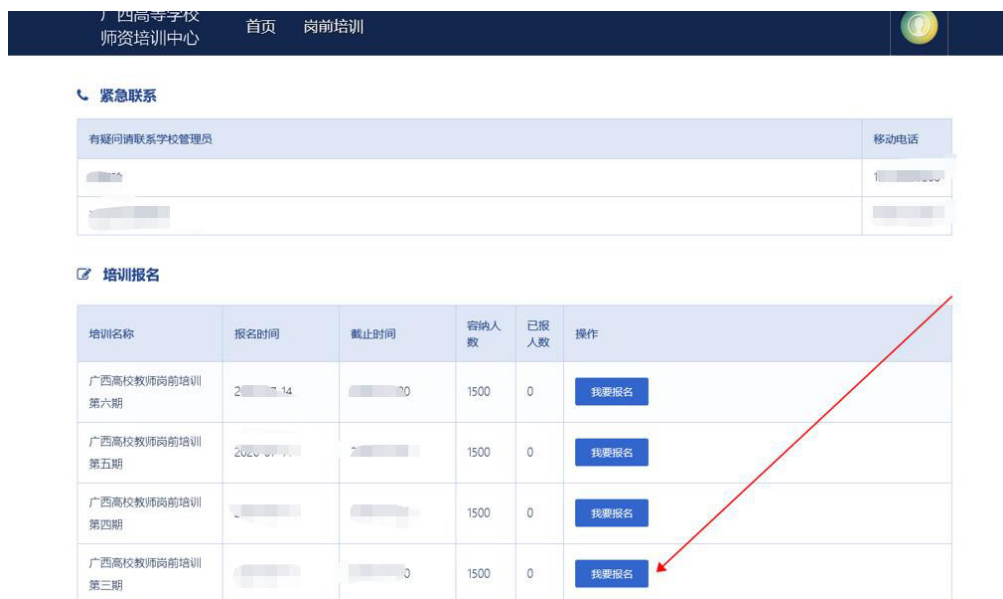 广西高等学校
师资培训中心
首页 岗前培训
紧急联系
有疑问请联系学校管理员 移动电话
培训报名
培训名称 报名时间 截止时间 容纳人 已报 操作
数 人数
广西高校教师岗前培训
第六期
1500 0 我要报名
广西高校教师岗前培训
第五期
1500 0 我要报名
广西高校教师岗前培训
第四期
1500 0 我要报名
广西高校教师岗前培训
第三期
1500 0 我要报名